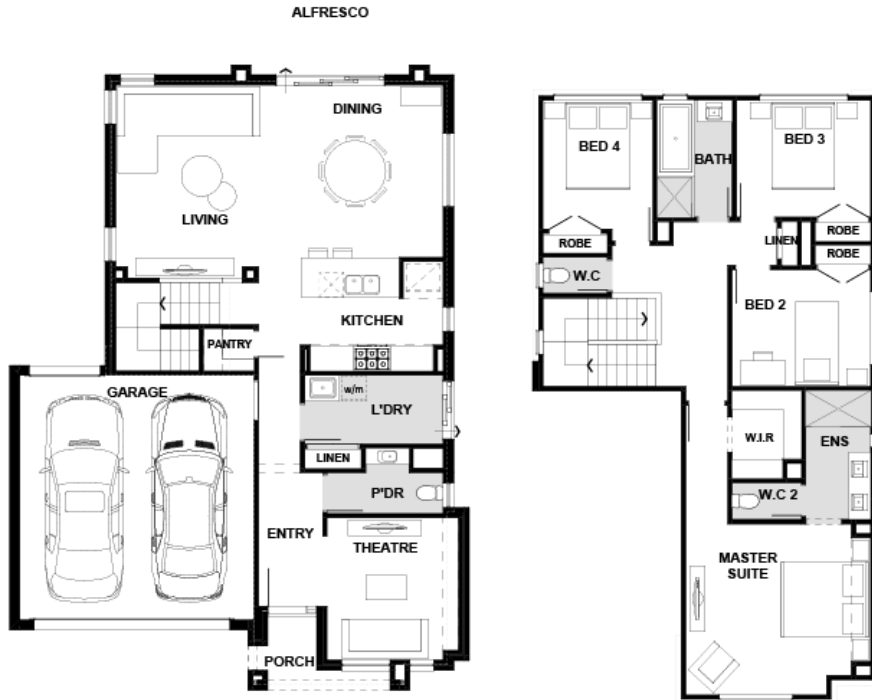 ALFRESCO
DINING
LIVING
KITCHEN
PANTRY
GARAGE
w/m
L'DRY
LINEN
P'DR
ENTRY
THEATRE
PORCH
BED 4
BATH
BED 3
ROBE
LINEN
ROBE
ROBE
W.C
BED 2
W.I.R
ENS
W.C 2
MASTER
SUITE